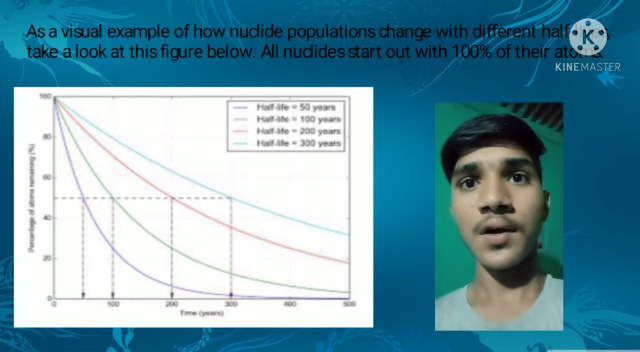 As a visual example of how nuclide populations change with different half
take a look at this figure below. All nuclides start out with 100% of their
KINEMASTER
K
100
80
60
40
20
0
Percentage of atoms remaining (%)
Half-life = 50 years
Half-life = 100 years
Half-life = 200 years
Half-life = 300 years
0 100 200 300 400 500
Time (years)